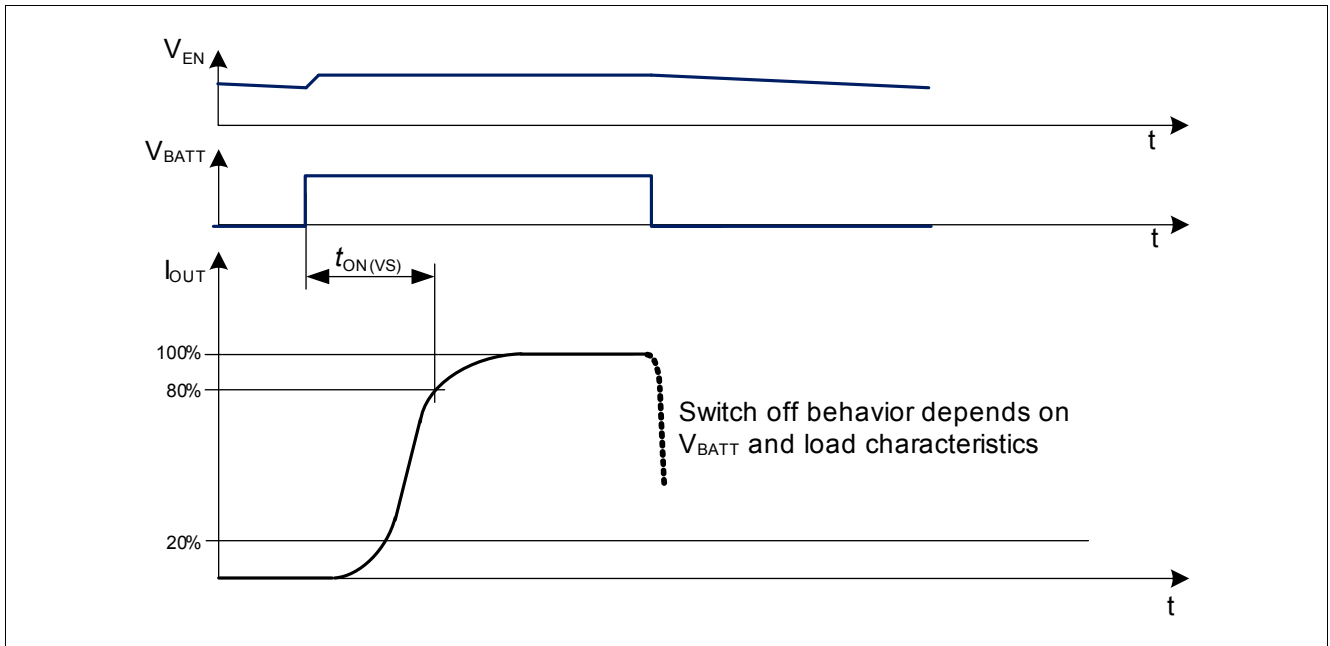 VEN
t
VBATT
t
IOUT
tON(VS)
100%
80%
Switch off behavior depends on
VBATT and load characteristics
20%
t